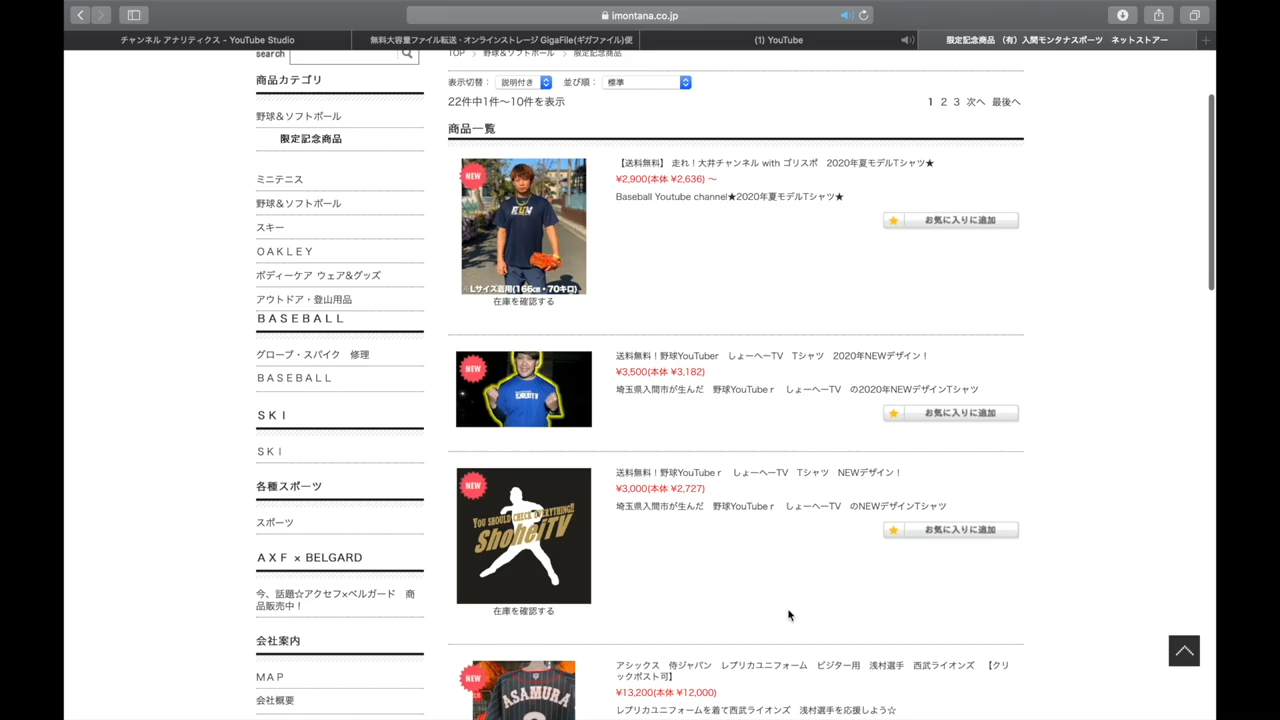 imontana.co.jp
チャンネル アナリティクス - YouTube Studio
無料大容量ファイル転送・オンラインストレージ GigaFile(ギガファイル)便
(1) YouTube
限定記念商品 （有）入間モンタナスポーツ　ネットストアー
search
TOP > 野球＆ソフトボール > 限定記念商品
商品カテゴリ
野球＆ソフトボール
限定記念商品
ミニテニス
野球＆ソフトボール
スキー
ＯＡＫＬＥＹ
ボディーケア ウェア&グッズ
アウトドア・登山用品
ＢＡＳＥＢＡＬＬ
グローブ・スパイク　修理
ＢＡＳＥＢＡＬＬ
ＳＫＩ
ＳＫＩ
各種スポーツ
スポーツ
ＡＸＦ × BELGARD
今、話題☆アクセフ×ベルガード　商
品販売中！
会社案内
ＭＡＰ
会社概要
表示切替： 説明付き 並び順： 標準
22件中1件〜10件を表示
1 2 3 次へ 最後へ
商品一覧
NEW
※Lサイズ着用(166㎝・70キロ)
在庫を確認する
【送料無料】 走れ！大井チャンネル with ゴリスポ　2020年夏モデルTシャツ★
¥2,900(本体 ¥2,636) 〜
Baseball Youtube channel★2020年夏モデルTシャツ★
お気に入りに追加
NEW
送料無料！野球YouTuber　しょーへーTV　Tシャツ　2020年NEWデザイン！
¥3,500(本体 ¥3,182)
埼玉県入間市が生んだ　野球YouTubeｒ　しょーへーTV　の2020年NEWデザインTシャツ
お気に入りに追加
NEW
YOU SHOULD CHECK EVERYTHING!!
ShoheiTV
在庫を確認する
送料無料！野球YouTubeｒ　しょーへーTV　Tシャツ　NEWデザイン！
¥3,000(本体 ¥2,727)
埼玉県入間市が生んだ　野球YouTubeｒ　しょーへーTV　のNEWデザインTシャツ
お気に入りに追加
NEW
ASAMURA
アシックス　侍ジャパン　レプリカユニフォーム　ビジター用　浅村選手　西武ライオンズ　【クリ
ックポスト可】
¥13,200(本体 ¥12,000)
レプリカユニフォームを着て西武ライオンズ　浅村選手を応援しよう☆